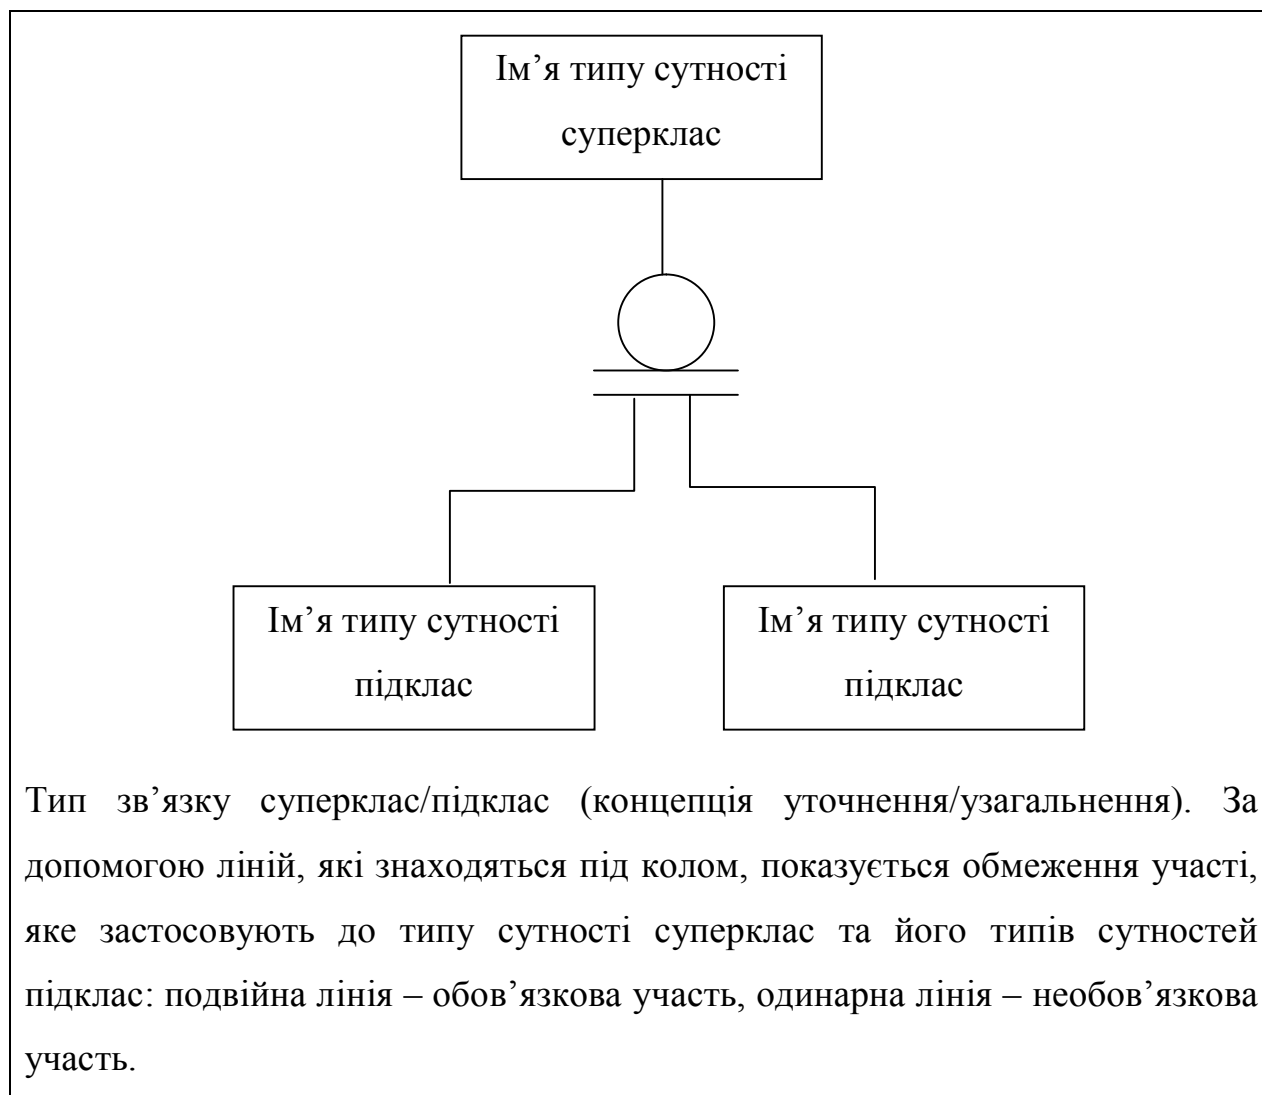 Ім’я типу сутності
суперклас
Ім’я типу сутності
підклас
Ім’я типу сутності
підклас
Тип зв’язку суперклас/підклас (концепція уточнення/узагальнення). За
допомогою ліній, які знаходяться під колом, показується обмеження участі,
яке застосовують до типу сутності суперклас та його типів сутностей
підклас: подвійна лінія – обов’язкова участь, одинарна лінія – необов’язкова
участь.